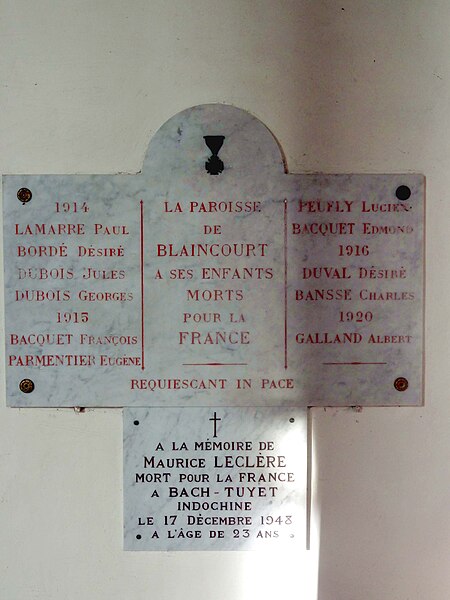 1914
LAMARRE PAUL
BORDÉ DÉSIRÉ
DUBOIS JULES
DUBOIS GEORGES
1915
BACQUET FRANÇOIS
PARMENTIER EUGENE
LA PAROISSE
DE
BLAINCOURT
A SES ENFANTS
MORTS
POUR LA
FRANCE
PEUFLY LUCIEN
BACQUET EDMOND
1916
DUVAL DÉSIRÉ
BANSSE CHARLES
1920
GALLAND ALBERT
REQUIESCANT IN PACE
A LA MÉMOIRE DE
MAURICE LECLÈRE
MORT POUR LA FRANCE
A BACH-TUYET
INDOCHINE
LE 17 DÉCEMBRE 1948
A L'ÂGE DE 23 ANS